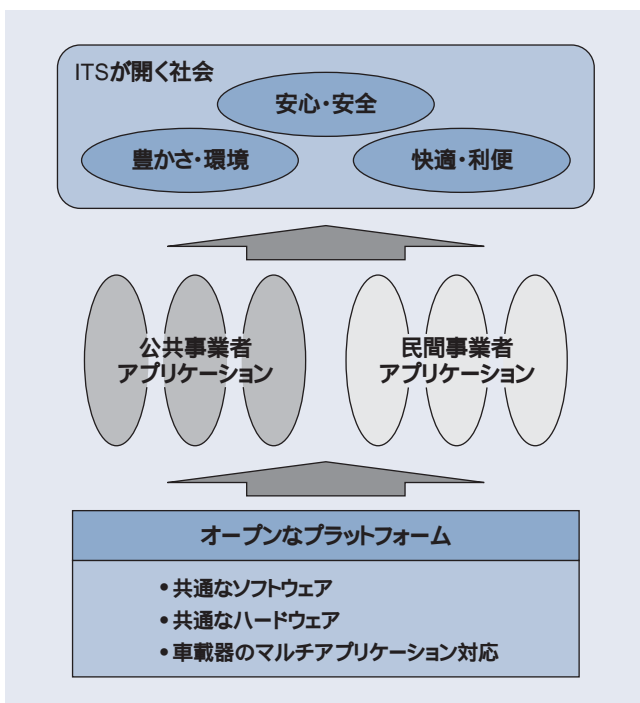 ITSが開く社会
安心・安全
豊かさ・環境
快適・利便
公共事業者
アプリケーション
民間事業者
アプリケーション
オープンなプラットフォーム
•共通なソフトウェア
•共通なハードウェア
•車載器のマルチアプリケーション対応